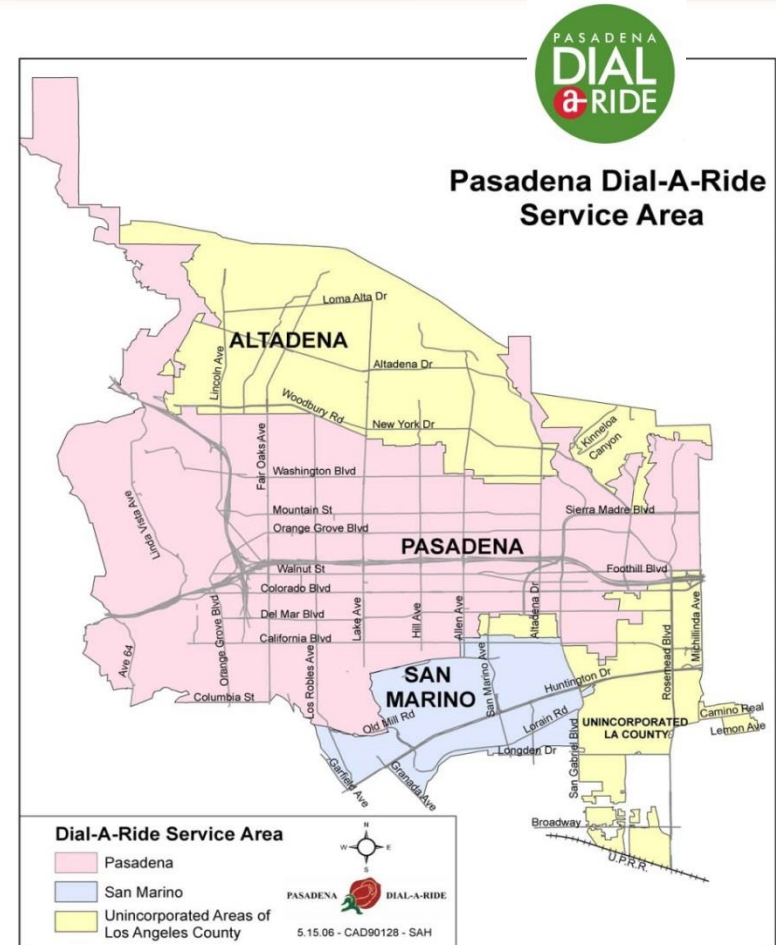 PASADENA
DIAL
a RIDE
Pasadena Dial-A-Ride
Service Area
Loma Alta Dr
ALTADENA
Lincoln Ave
Altadena Dr
Woodbury Rd
New York Dr
Kinneloa
Canyon
Fair Oaks Ave
Washington Blvd
Linda Vista Ave
Mountain St
Sierra Madre Blvd
Orange Grove Blvd
PASADENA
Walnut St
Foothill Blvd
Colorado Blvd
Orange Grove Blvd
Del Mar Blvd
Lake Ave
Hill Ave
Allen Ave
Altadena Dr
Rosemead Blvd
Michillinda Ave
California Blvd
Ave 64
Los Robles Ave
SAN
MARINO
San Marino Ave
Huntington Dr
Columbia St
Old Mill Rd
Lorain Rd
UNINCORPORATED
LA COUNTY
Camino Real
Lemon Ave
Longden Dr
San Gabriel Blvd
Garfield Ave
Granada Ave
Broadway
U.P.R.R.
Dial-A-Ride Service Area
Pasadena
San Marino
Unincorporated Areas of
Los Angeles County
N
W E
S
PASADENA DIAL-A-RIDE
5.15.06 - CAD90128 - SAH